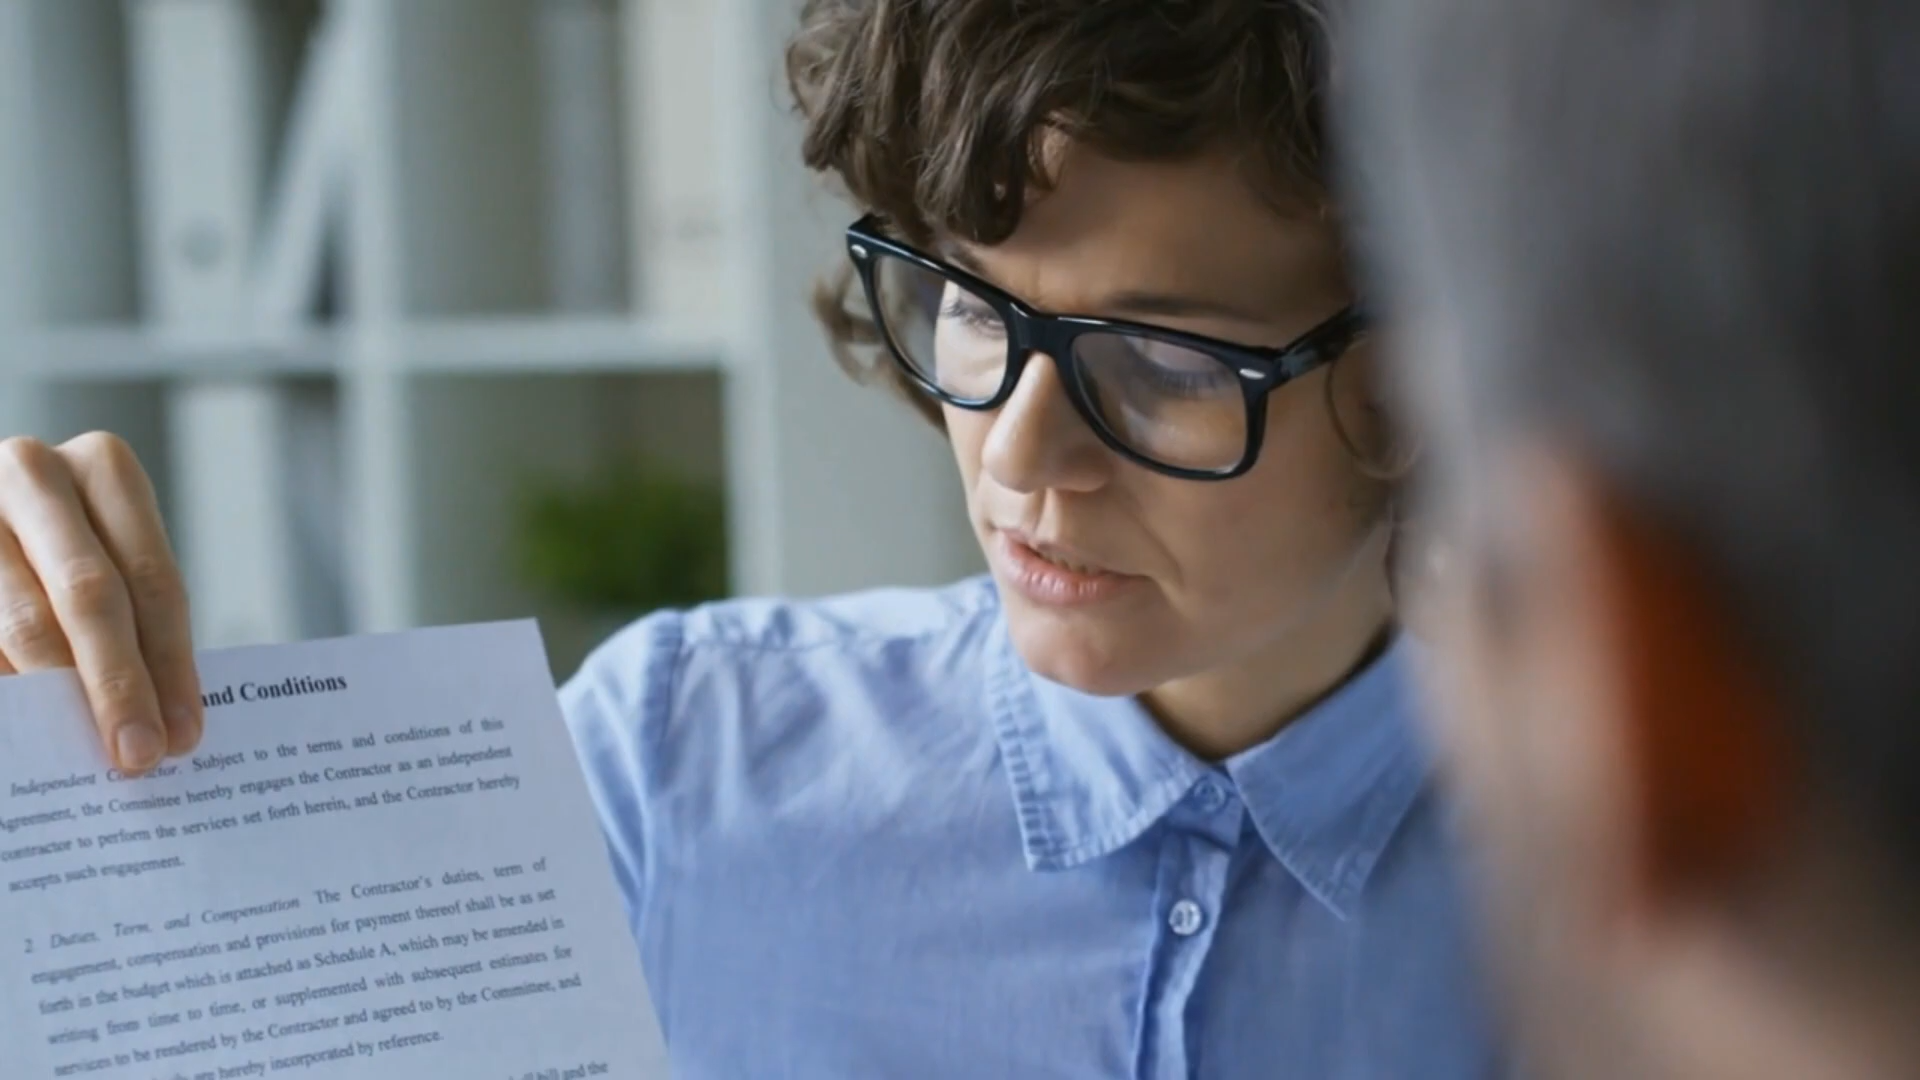 and Conditions
Independent Contractor. Subject to the terms and conditions of this
Agreement, the Committee hereby engages the Contractor as an independent
contractor to perform the services set forth herein, and the Contractor hereby
accepts such engagement.
2 Duties, Term, and Compensation The Contractor's duties, term of
engagement, compensation and provisions for payment thereof shall be as set
forth in the budget which is attached as Schedule A, which may be amended in
writing from time to time, or supplemented with subsequent estimates for
services to be rendered by the Contractor and agreed to by the Committee, and
are hereby incorporated by reference.
bill and the